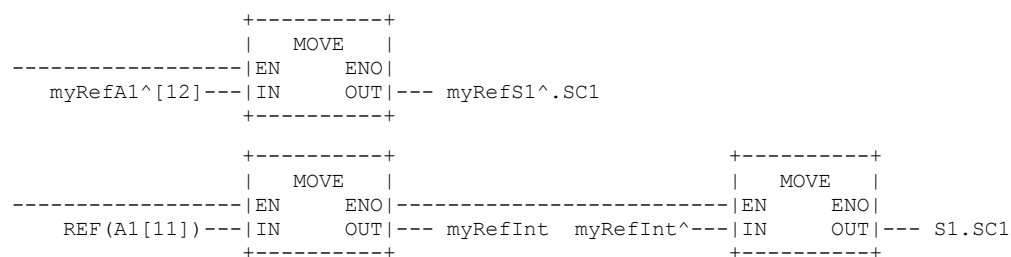 MOVE
EN ENO
myRefA1^[12] IN OUT myRefS1^.SC1
MOVE MOVE
EN ENO EN ENO
REF(A1[11]) IN OUT myRefInt myRefInt^ IN OUT S1.SC1